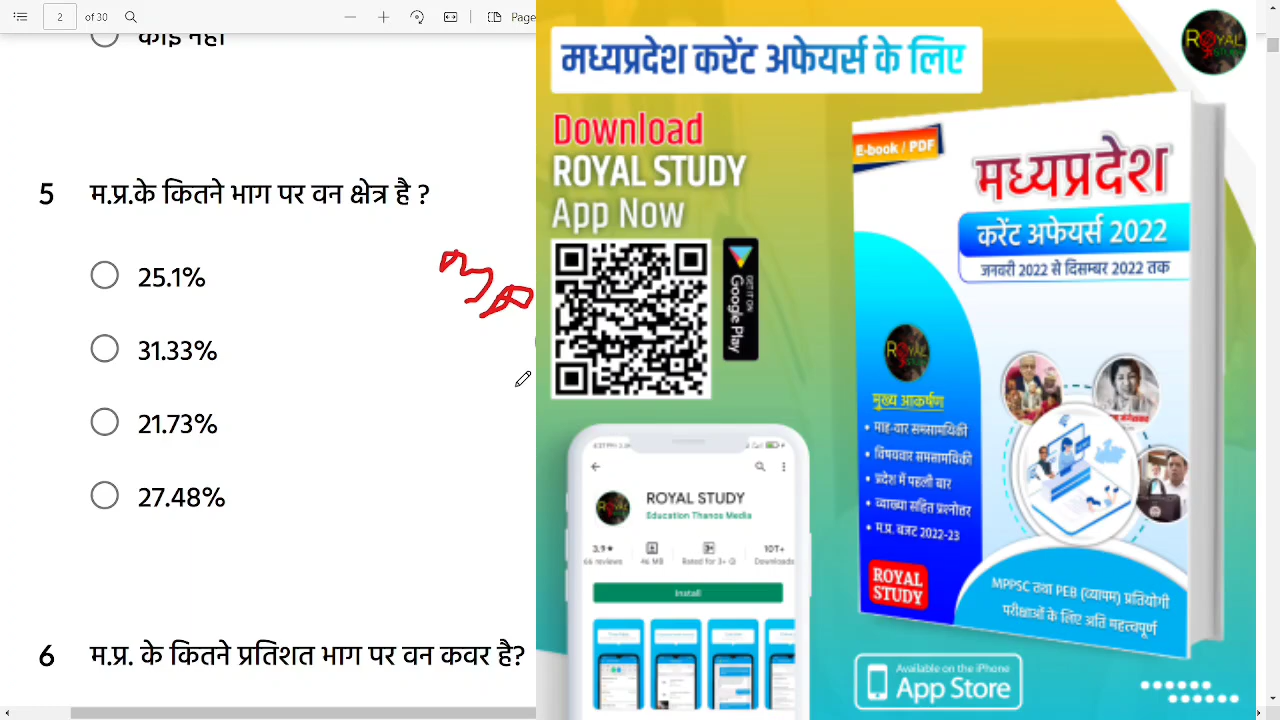 2 of 30 Page
कोई नहीं
5 म.प्र.के कितने भाग पर वन क्षेत्र है ?
25.1%
31.33%
21.73%
27.48%
6 म.प्र. के कितने प्रतिशत भाग पर वन कवर है?
मध्यप्रदेश करेंट अफेयर्स के लिए
Download
ROYAL STUDY
App Now
GET IT ON
Google Play
ROYAL STUDY
Education Thanos Media
3.9★
66 reviews
46 MB
Rated for 3+
10T+
Downloads
Install
E-book / PDF
मध्यप्रदेश
करेंट अफेयर्स 2022
जनवरी 2022 से दिसम्बर 2022 तक
ROYAL
मुख्य आकर्षण
• माह-वार समसामयिकी
• विषयवार समसामयिकी
• प्रदेश में पहली बार
• व्याख्या सहित प्रश्नोत्तर
• म.प्र. बजट 2022-23
ROYAL
STUDY
MPPSC तथा PEB (व्यापम) प्रतियोगी
परीक्षाओं के लिए अति महत्वपूर्ण
Available on the iPhone
App Store